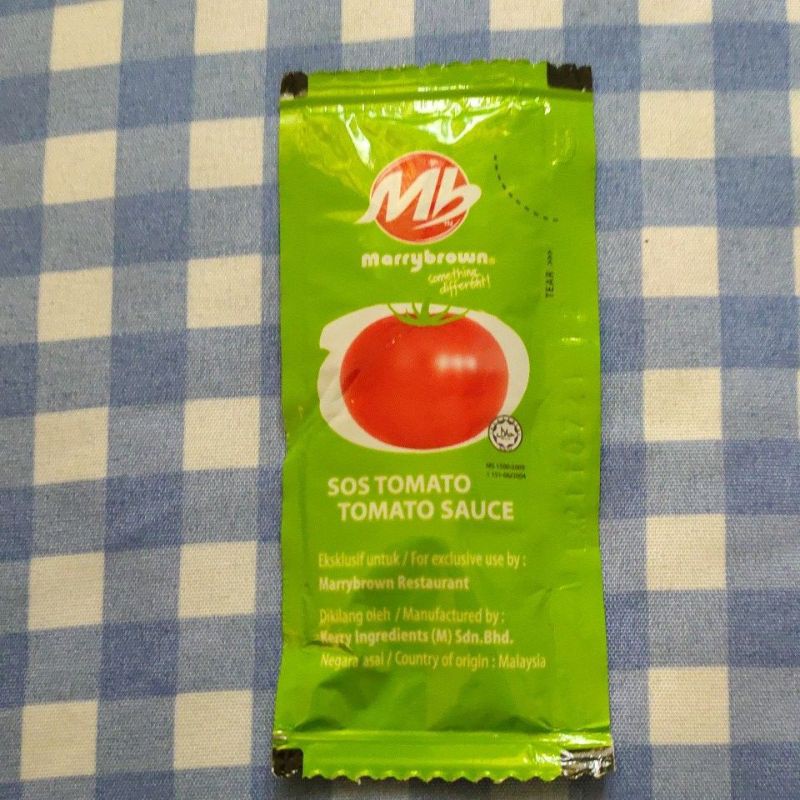 Mb
TM
marrybrown®
something
different!
TEAR >>>
SOS TOMATO
TOMATO SAUCE
Eksklusif untuk / For exclusive use by :
Marrybrown Restaurant
Dikilang oleh / Manufactured by :
Kerry Ingredients (M) Sdn.Bhd.
Negara asal / Country of origin : Malaysia